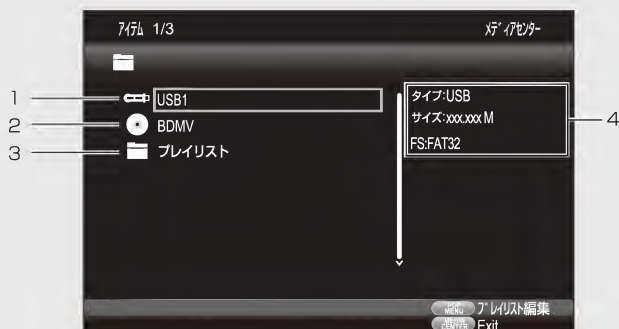 アイテム 1/3
メディアセンター
1
USB1
2
BDMV
3
プレイリスト
タイプ:USB
サイズ:xxx.xxx M
FS:FAT32
4
MENU プレイリスト編集
CENTER Exit